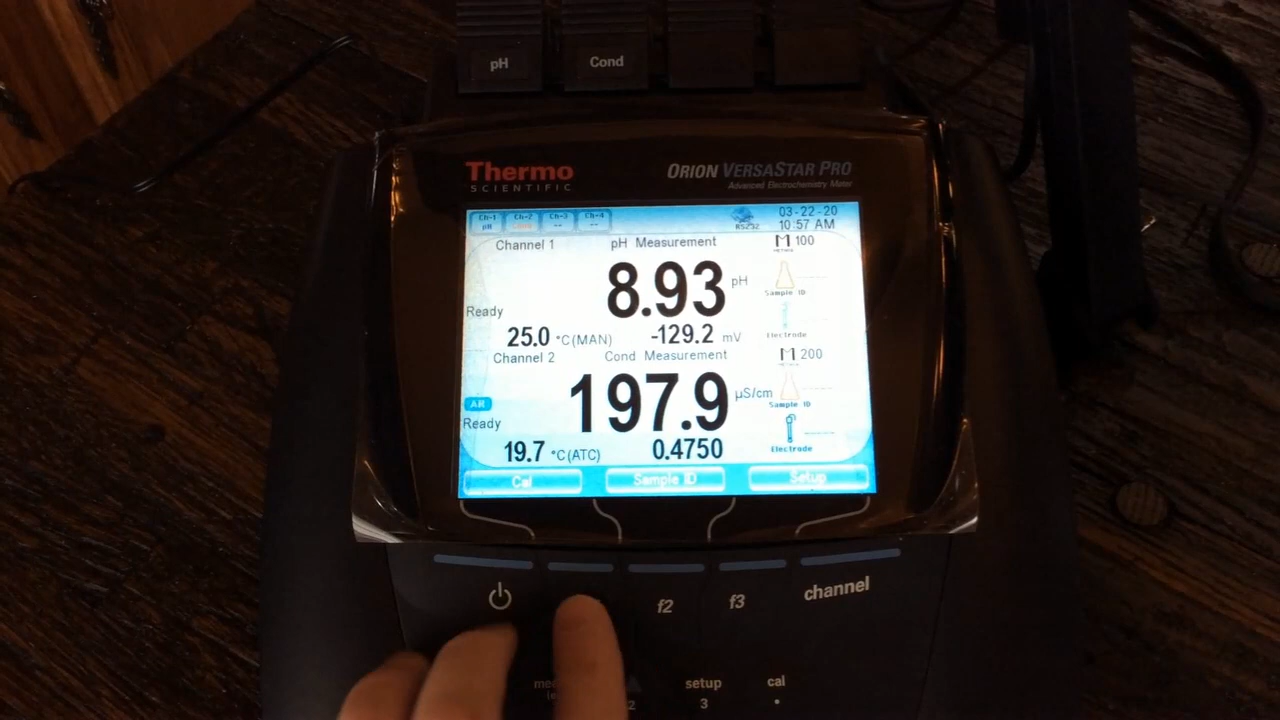 pH Cond
Thermo
SCIENTIFIC
ORION VERSASTAR PRO
Advanced Electrochemistry Meter
Ch-1 Ch-2 Ch-3 Ch-4
pH -- --
RS232
03-22-20
10:57 AM
Channel 1 pH Measurement M 100
8.93 pH
Sample ID
Ready
25.0 °C(MAN) -129.2 mV
Electrode
Channel 2 Cond Measurement M 200
197.9 µS/cm
AR
Sample ID
Ready
19.7 °C(ATC) 0.4750
Electrode
Cal Sample ID Setup
f2 f3 channel
setup cal
2 3 •